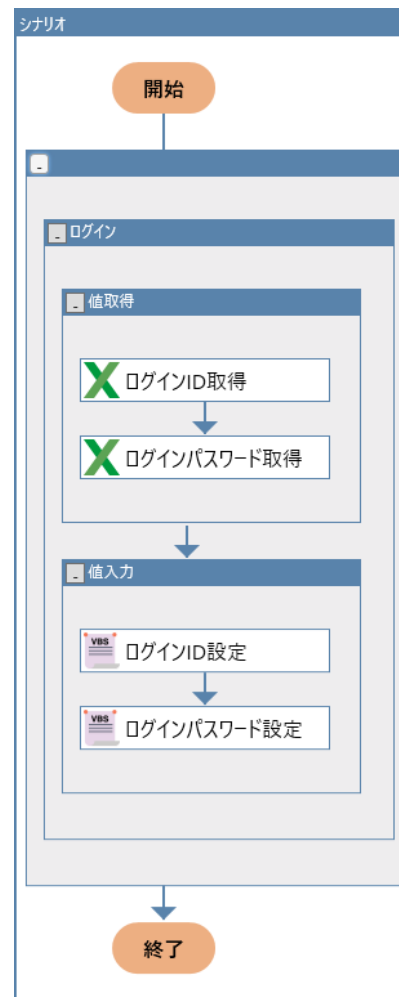 シナリオ
開始
ログイン
値取得
ログインID取得
ログインパスワード取得
値入力
VBS
ログインID設定
VBS
ログインパスワード設定
終了